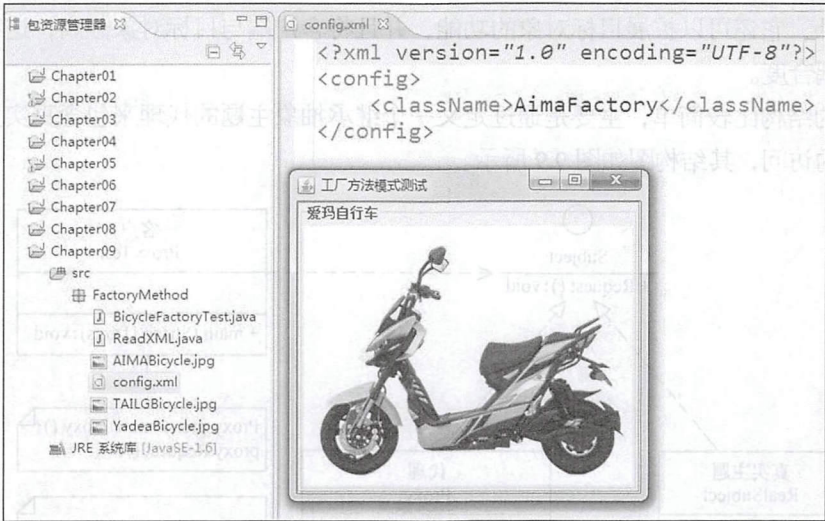 包资源管理器
Chapter01
Chapter02
Chapter03
Chapter04
Chapter05
Chapter06
Chapter07
Chapter08
Chapter09
src
FactoryMethod
BicycleFactoryTest.java
ReadXML.java
AIMABicycle.jpg
config.xml
TAILGBicycle.jpg
YadeaBicycle.jpg
JRE 系统库 [JavaSE-1.6]
config.xml
<?xml version="1.0" encoding="UTF-8"?>
<config>
<className>AimaFactory</className>
</config>
工厂方法模式测试
爱玛自行车